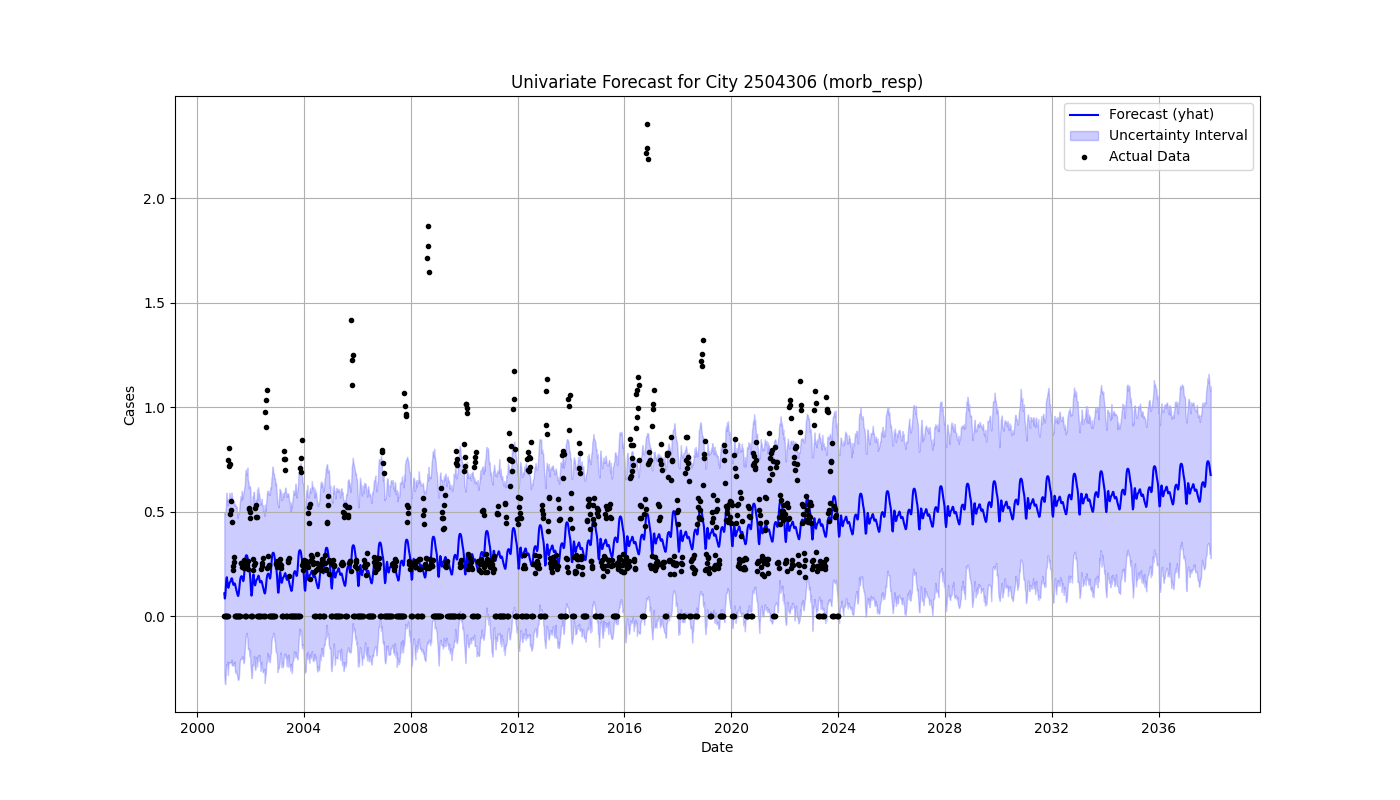 Univariate Forecast for City 2504306 (morb_resp)
Forecast (yhat)
Uncertainty Interval
Actual Data
Cases
2.0
1.5
1.0
0.5
0.0
2000 2004 2008 2012 2016 2020 2024 2028 2032 2036
Date